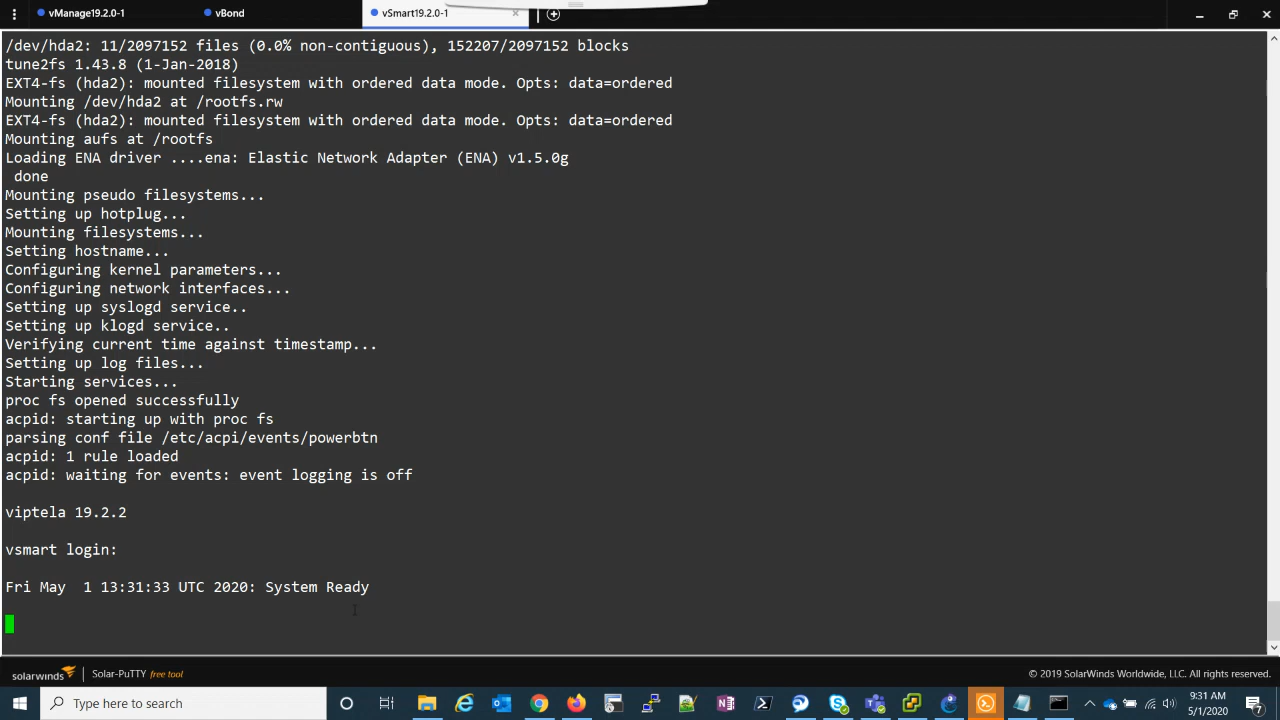 vManage19.2.0-1
vBond
vSmart19.2.0-1
/dev/hda2: 11/2097152 files (0.0% non-contiguous), 152207/2097152 blocks
tune2fs 1.43.8 (1-Jan-2018)
EXT4-fs (hda2): mounted filesystem with ordered data mode. Opts: data=ordered
Mounting /dev/hda2 at /rootfs.rw
EXT4-fs (hda2): mounted filesystem with ordered data mode. Opts: data=ordered
Mounting aufs at /rootfs
Loading ENA driver ....ena: Elastic Network Adapter (ENA) v1.5.0g
 done
Mounting pseudo filesystems...
Setting up hotplug...
Mounting filesystems...
Setting hostname...
Configuring kernel parameters...
Configuring network interfaces...
Setting up syslogd service..
Setting up klogd service..
Verifying current time against timestamp...
Setting up log files...
Starting services...
proc fs opened successfully
acpid: starting up with proc fs
parsing conf file /etc/acpi/events/powerbtn
acpid: 1 rule loaded
acpid: waiting for events: event logging is off
viptela 19.2.2
vsmart login:
Fri May  1 13:31:33 UTC 2020: System Ready
solarwinds
Solar-PuTTY free tool
© 2019 SolarWinds Worldwide, LLC. All rights reserved.
Type here to search
9:31 AM
5/1/2020